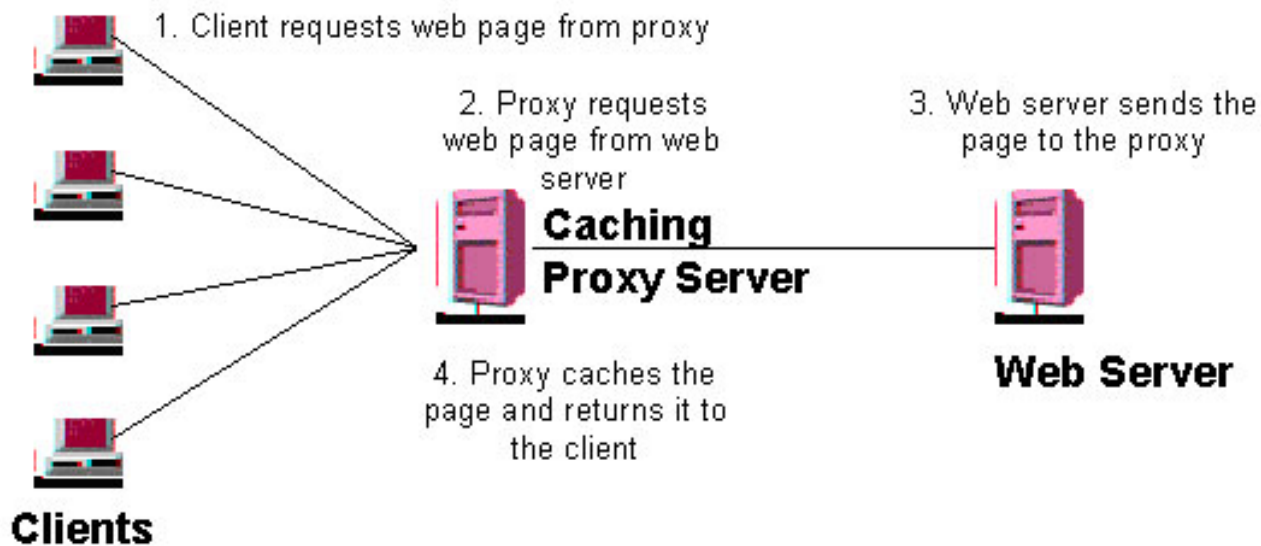 1. Client requests web page from proxy
2. Proxy requests
web page from web
server
3. Web server sends the
page to the proxy
Caching
Proxy Server
4. Proxy caches the
page and returns it to
the client
Web Server
Clients